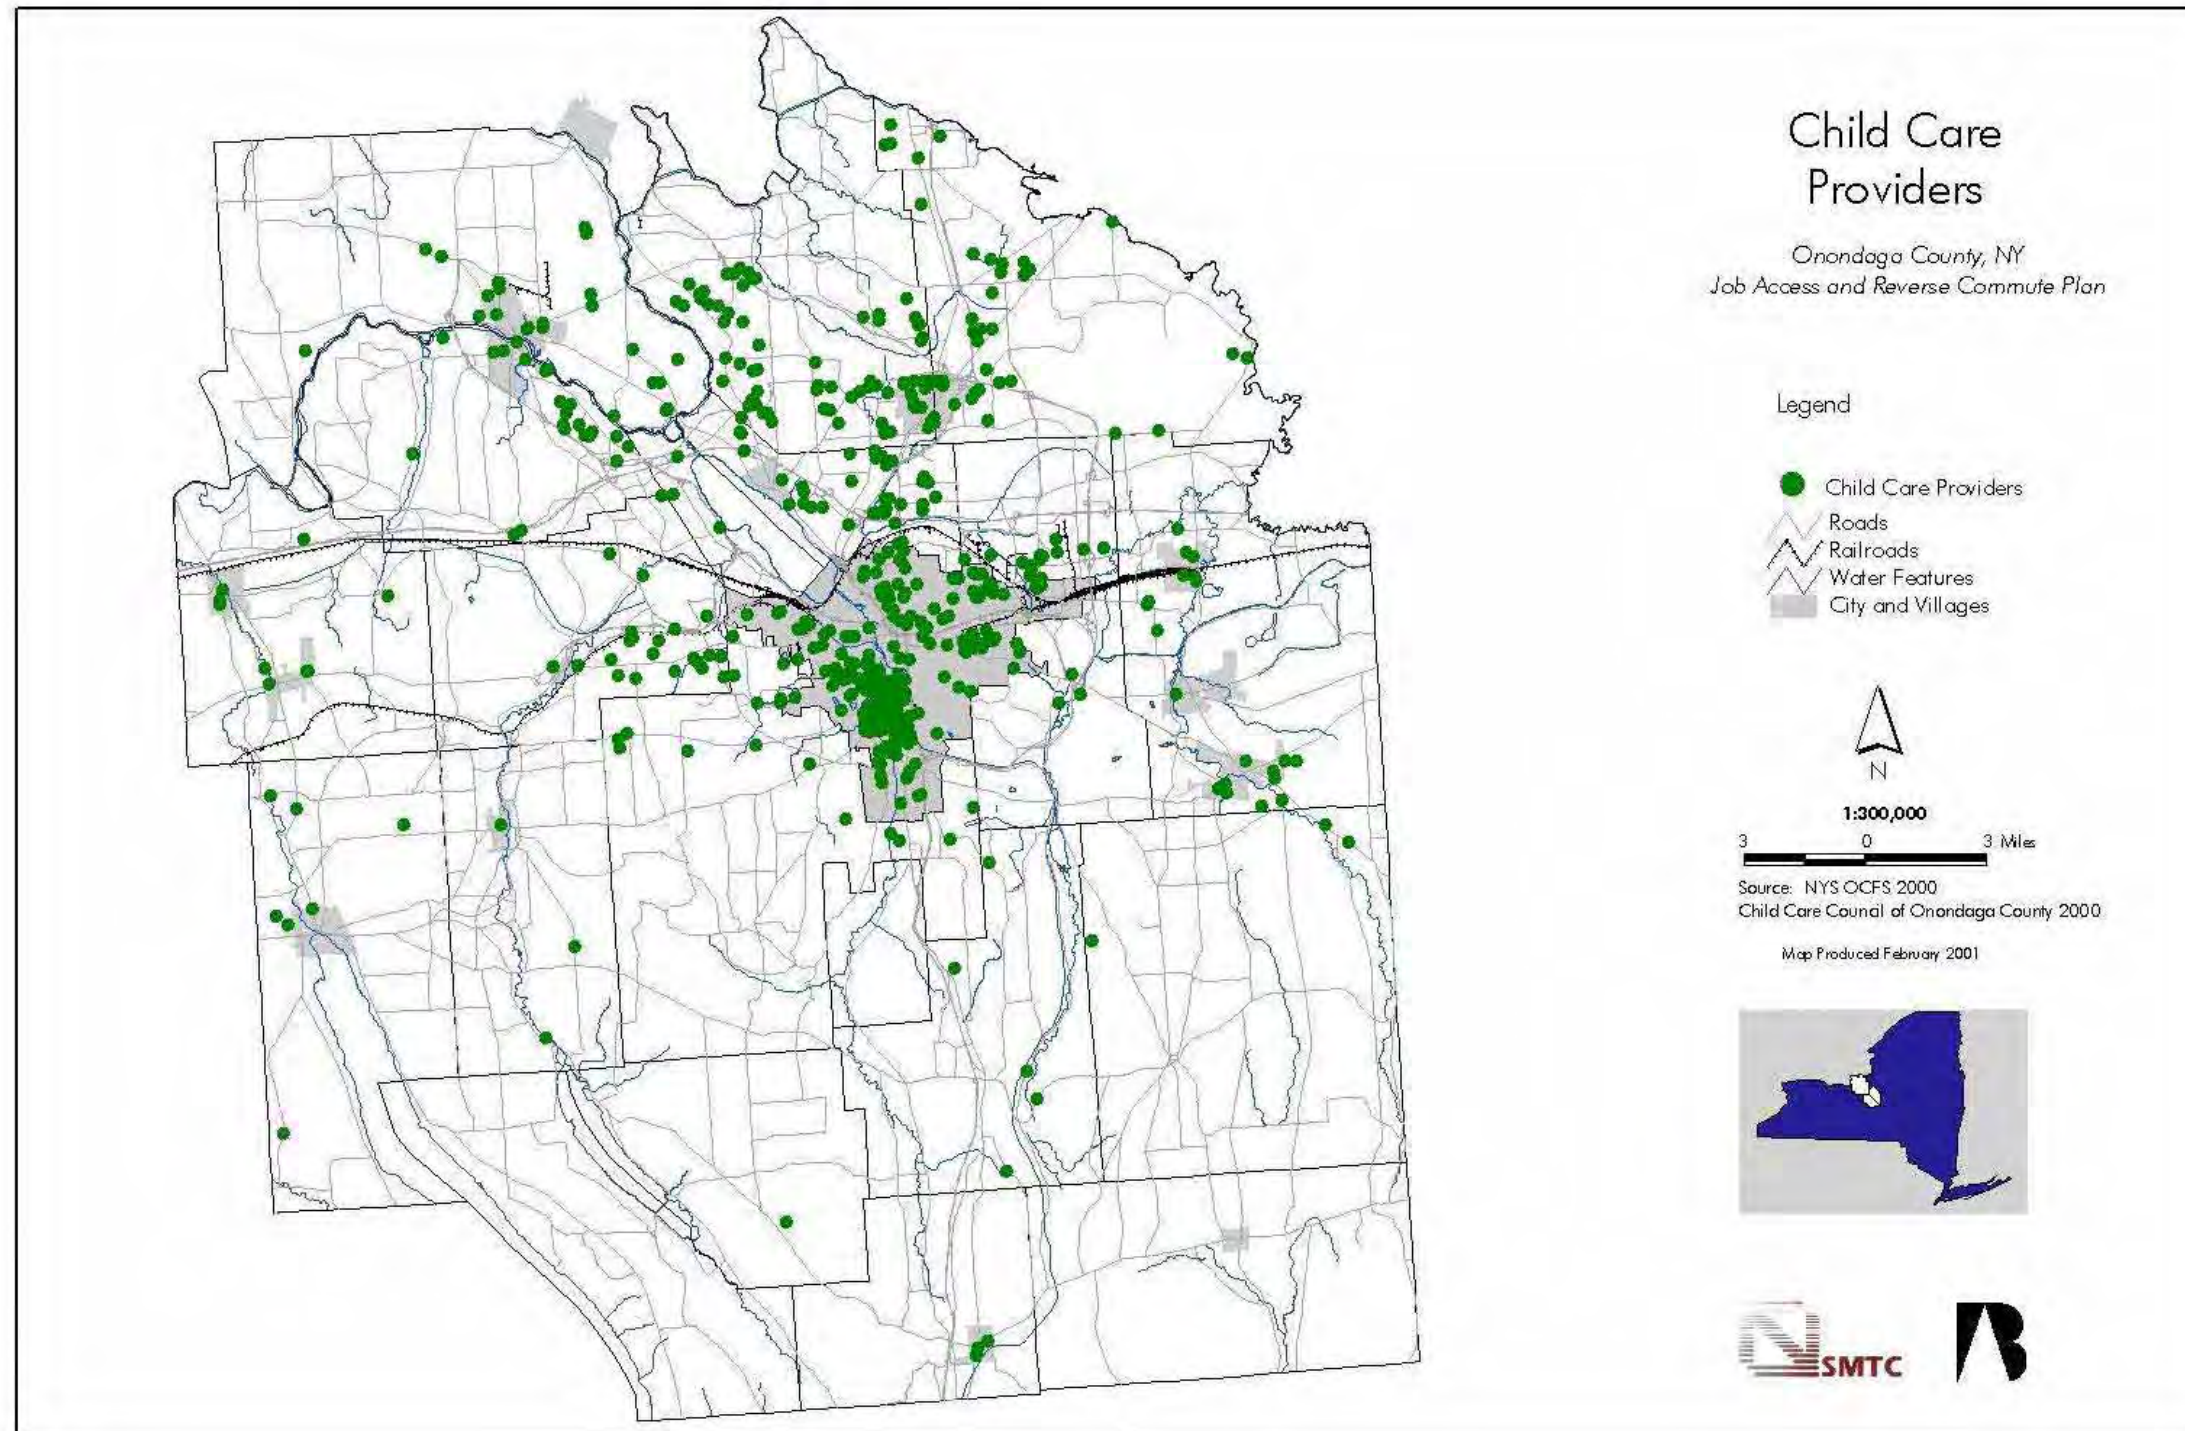 Child Care
Providers
Onondaga County, NY
Job Access and Reverse Commute Plan
Legend
Child Care Providers
Roads
Railroads
Water Features
City and Villages
N
1:300,000
3 0 3 Miles
Source: NYS OCFS 2000
Child Care Council of Onondaga County 2000
Map Produced February 2001
SMTC